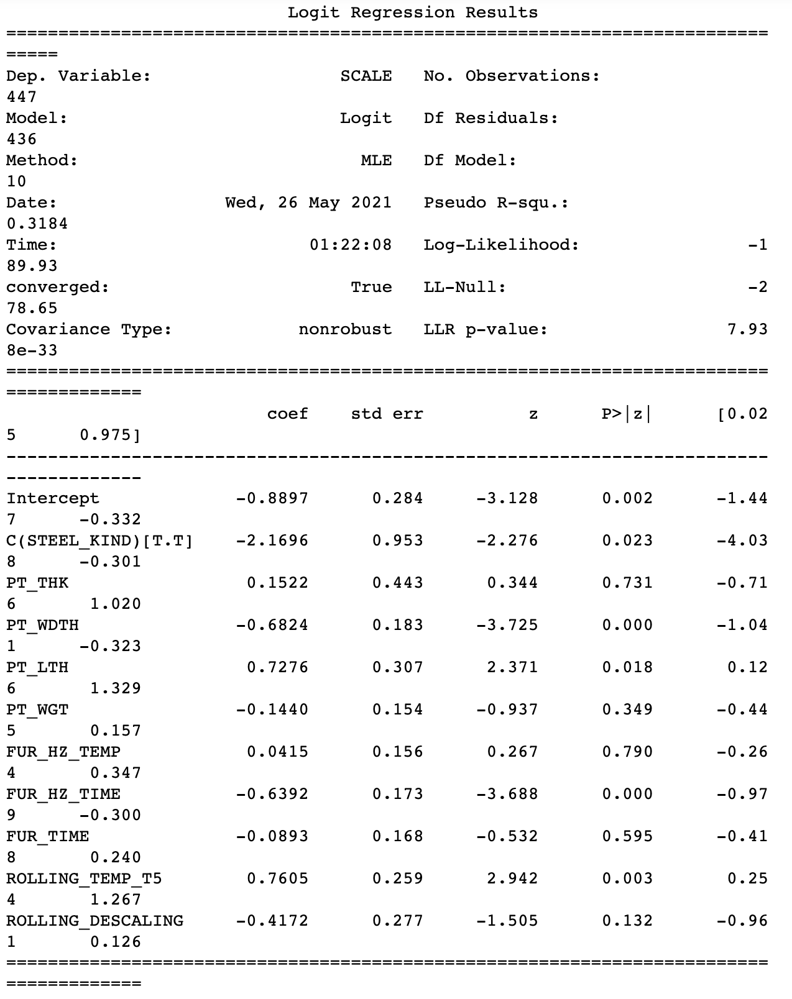 Logit Regression Results
=========================================================================
=====
Dep. Variable: SCALE No. Observations:
447
Model: Logit Df Residuals:
436
Method: MLE Df Model:
10
Date: Wed, 26 May 2021 Pseudo R-squ.:
0.3184
Time: 01:22:08 Log-Likelihood: -1
89.93
converged: True LL-Null: -2
78.65
Covariance Type: nonrobust LLR p-value: 7.93
8e-33
=========================================================================
=============
coef std err z P>|z| [0.02
5 0.975]
-------------------------------------------------------------------------
-------------
Intercept -0.8897 0.284 -3.128 0.002 -1.44
7 -0.332
C(STEEL_KIND)[T.T] -2.1696 0.953 -2.276 0.023 -4.03
8 -0.301
PT_THK 0.1522 0.443 0.344 0.731 -0.71
6 1.020
PT_WDTH -0.6824 0.183 -3.725 0.000 -1.04
1 -0.323
PT_LTH 0.7276 0.307 2.371 0.018 0.12
6 1.329
PT_WGT -0.1440 0.154 -0.937 0.349 -0.44
5 0.157
FUR_HZ_TEMP 0.0415 0.156 0.267 0.790 -0.26
4 0.347
FUR_HZ_TIME -0.6392 0.173 -3.688 0.000 -0.97
9 -0.300
FUR_TIME -0.0893 0.168 -0.532 0.595 -0.41
8 0.240
ROLLING_TEMP_T5 0.7605 0.259 2.942 0.003 0.25
4 1.267
ROLLING_DESCALING -0.4172 0.277 -1.505 0.132 -0.96
1 0.126
=========================================================================
=============